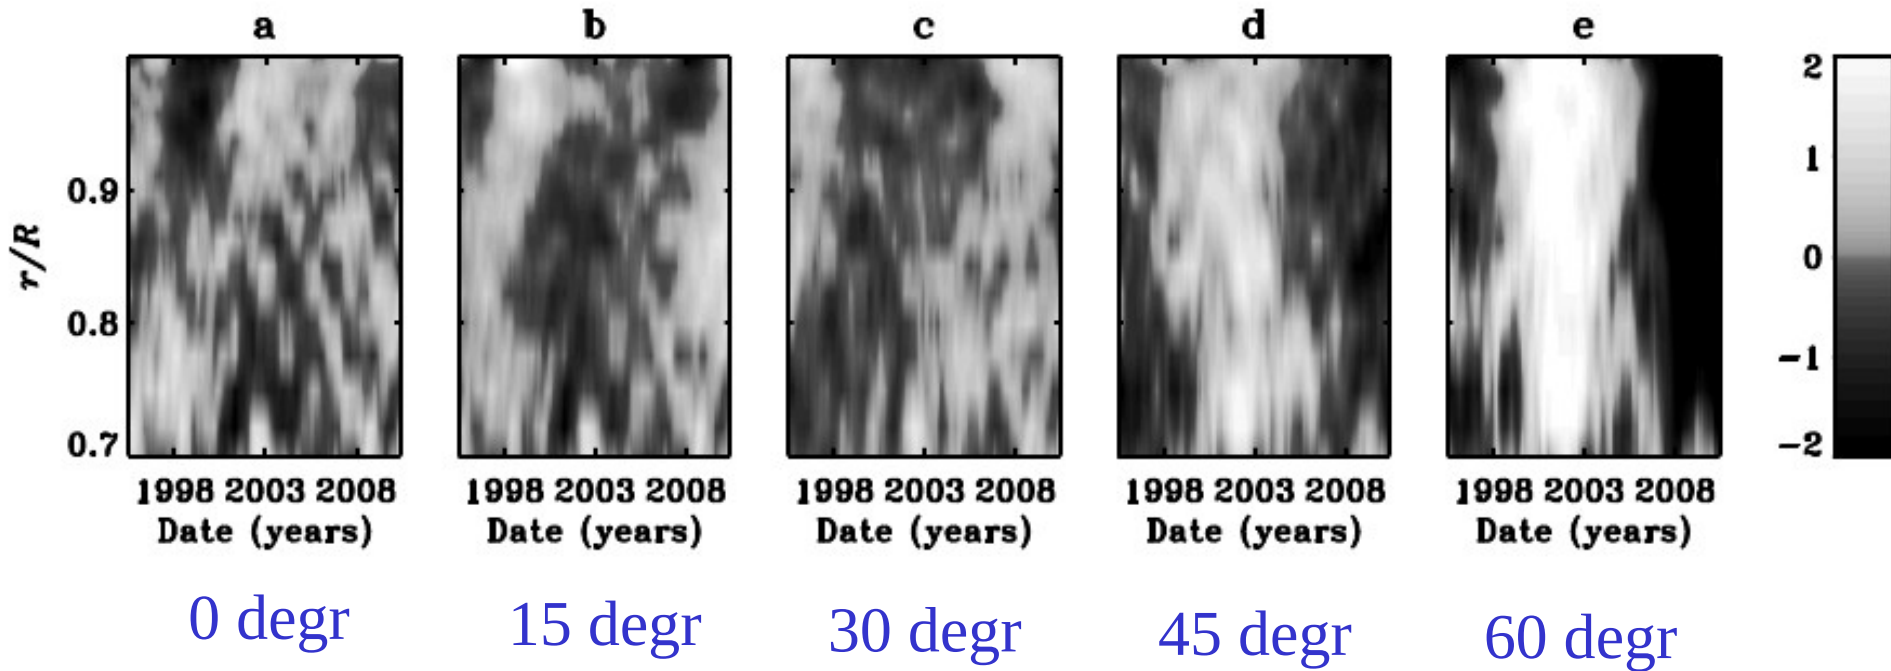 a b c d e
2
1
0.9
r/R
0
0.8
−1
0.7
−2
1998 2003 2008 1998 2003 2008 1998 2003 2008 1998 2003 2008 1998 2003 2008
Date (years) Date (years) Date (years) Date (years) Date (years)
0 degr 15 degr 30 degr 45 degr 60 degr